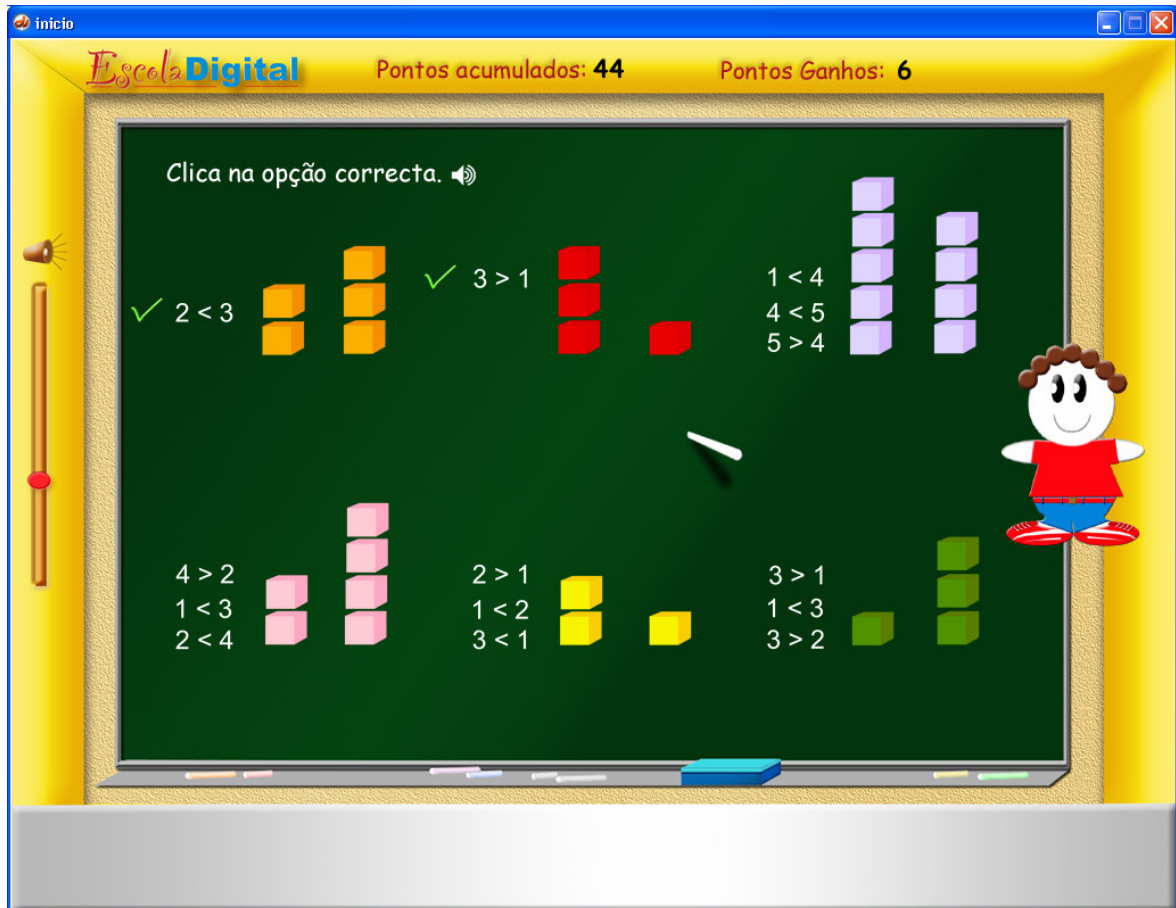 inicio
Escola Digital
Pontos acumulados: 44
Pontos Ganhos: 6
Clica na opção correcta.
2 < 3
3 > 1
1 < 4
4 < 5
5 > 4
4 > 2
1 < 3
2 < 4
2 > 1
1 < 2
3 < 1
3 > 1
1 < 3
3 > 2